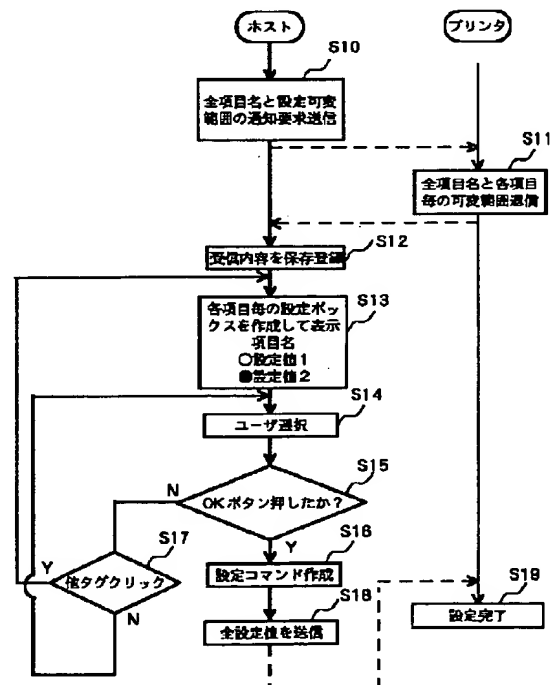 ホスト
プリンタ
S10
全項目名と設定可変
範囲の通知要求送信
S11
全項目名と各項目
毎の可変範囲返信
S12
受信内容を保存登録
S13
各項目毎の設定ボッ
クスを作成して表示
項目名
○設定値1
●設定値2
S14
ユーザ選択
S15
OKボタン押したか？
N
Y
S17
他タグクリック
Y
N
S16
設定コマンド作成
S18
全設定値を送信
S19
設定完了